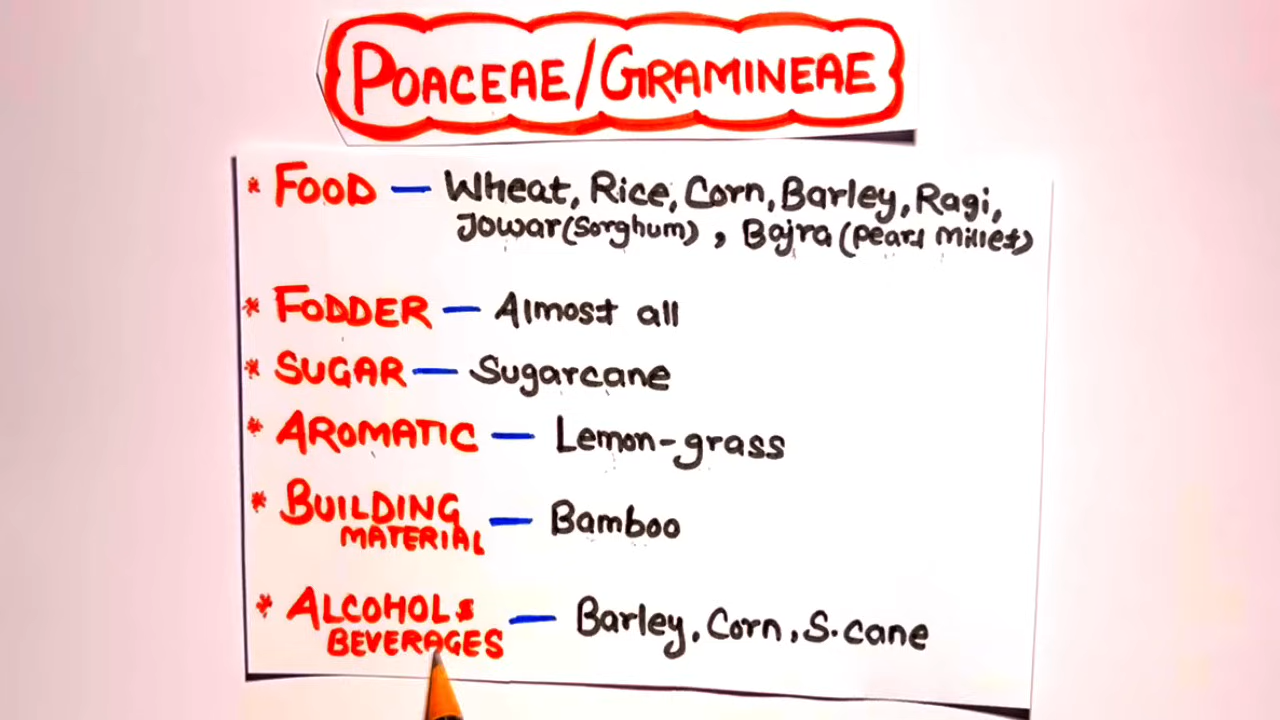 POACEAE/GRAMINEAE
* FOOD — Wheat, Rice, Corn, Barley, Ragi,
Jowar(Sorghum), Bajra (Pearl Millet)
* FODDER — Almost all
* SUGAR — Sugarcane
* AROMATIC — Lemon-grass
* BUILDING
MATERIAL — Bamboo
* ALCOHOLS
BEVERAGES — Barley, Corn, S.cane